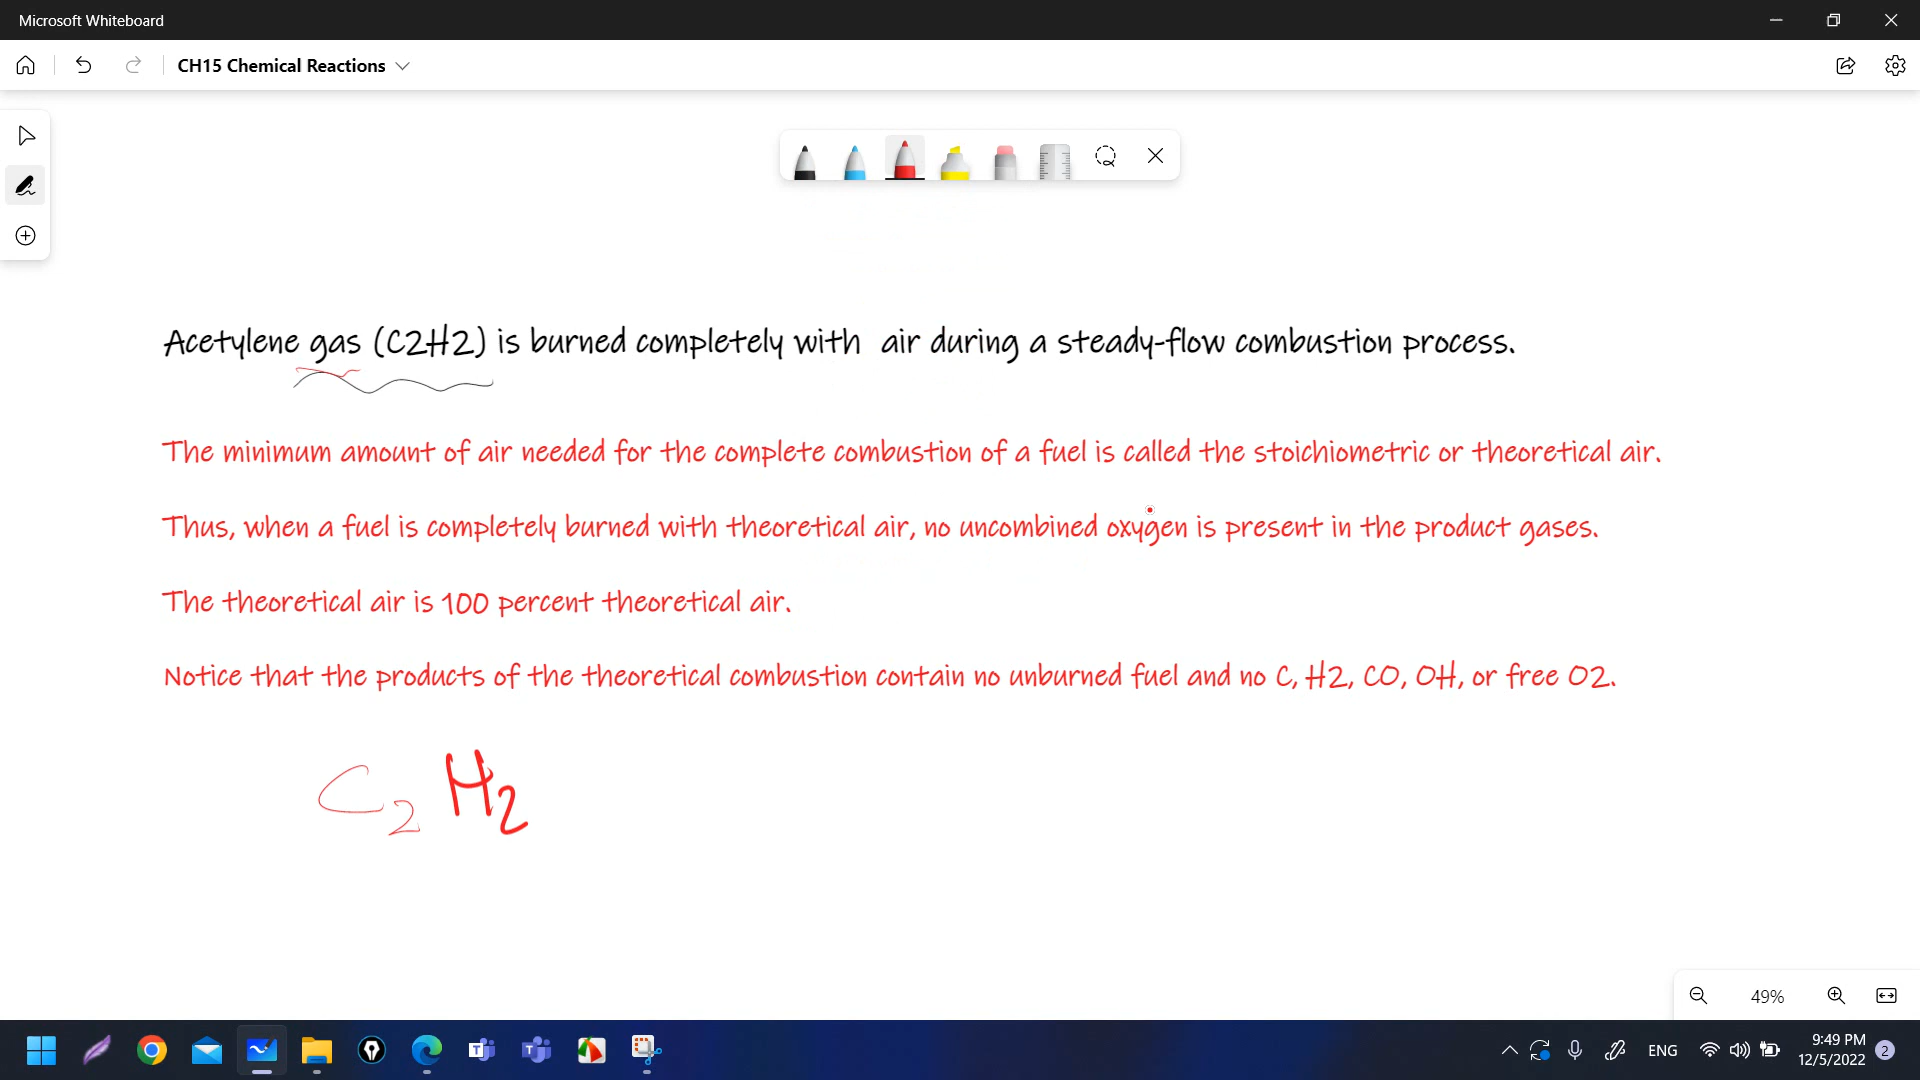 Microsoft Whiteboard
CH15 Chemical Reactions
Acetylene gas (C2H2) is burned completely with air during a steady-flow combustion process.
The minimum amount of air needed for the complete combustion of a fuel is called the stoichiometric or theoretical air.
Thus, when a fuel is completely burned with theoretical air, no uncombined oxygen is present in the product gases.
The theoretical air is 100 percent theoretical air.
Notice that the products of the theoretical combustion contain no unburned fuel and no C, H2, CO, OH, or free O2.
C2 H2
49%
ENG
9:49 PM
12/5/2022
2